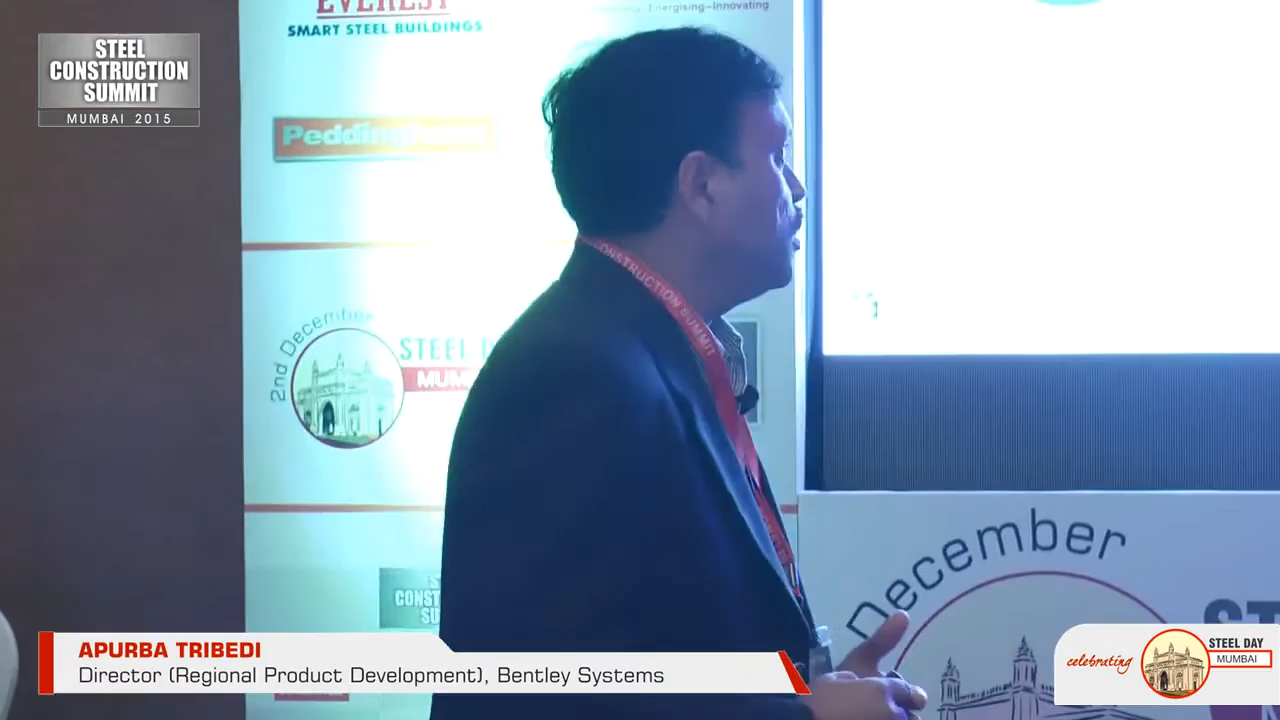 EVEREST
SMART STEEL BUILDINGS
Energising–Innovating
STEEL
CONSTRUCTION
SUMMIT
MUMBAI 2015
CONSTRUCTION SUMMIT
2nd December
STEEL
December
CONST
APURBA TRIBEDI
Director (Regional Product Development), Bentley Systems
celebrating
STEEL DAY
MUMBAI